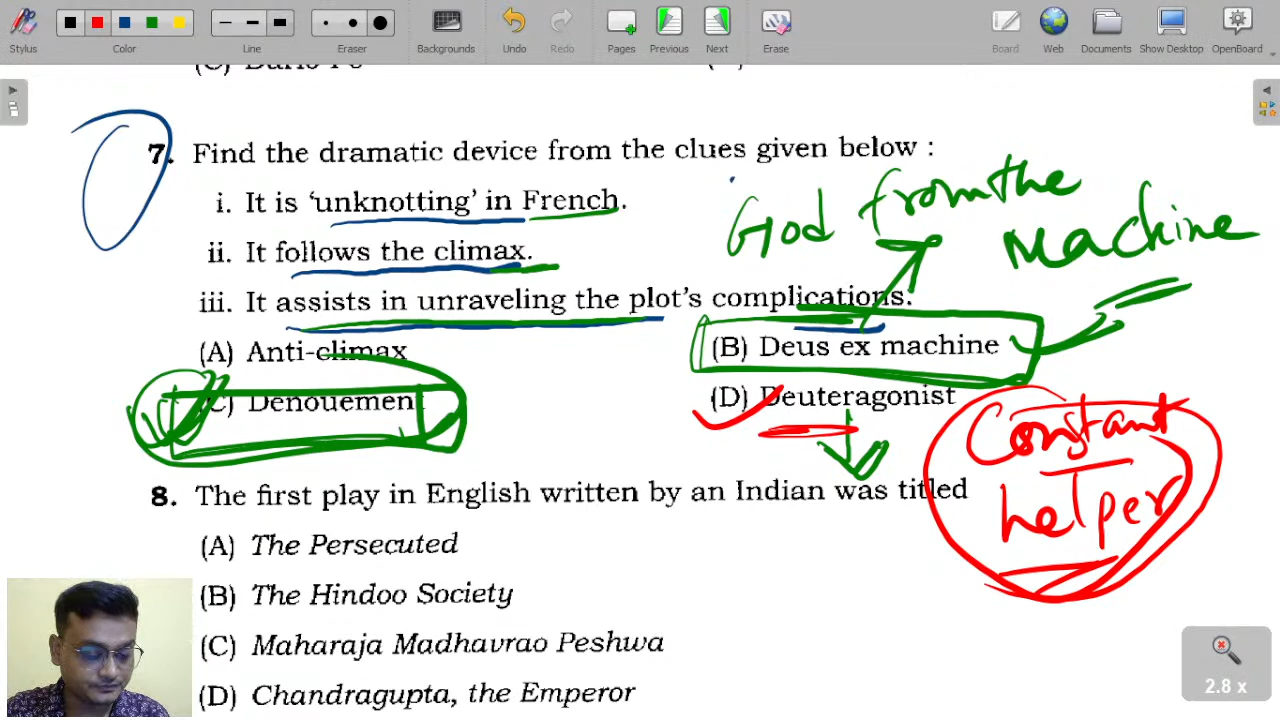 Stylus
Color
Line
Eraser
Backgrounds
Undo
Redo
Pages
Previous
Next
Erase
Board
Web
Documents
Show Desktop
OpenBoard
7. Find the dramatic device from the clues given below :
i. It is 'unknotting' in French.
ii. It follows the climax.
iii. It assists in unraveling the plot's complications.
God from the
Machine
(A) Anti-climax
(B) Deus ex machine
(C) Denouement
(D) Deuteragonist
Constant
helper
8. The first play in English written by an Indian was titled
(A) The Persecuted
(B) The Hindoo Society
(C) Maharaja Madhavrao Peshwa
(D) Chandragupta, the Emperor
2.8 x